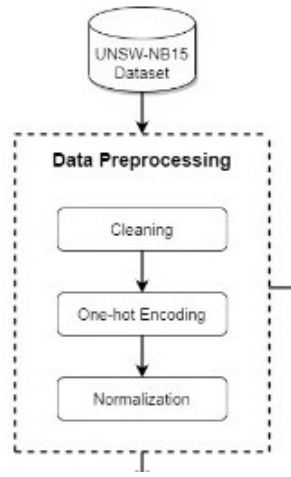 UNSW-NB15
Dataset
Data Preprocessing
Cleaning
One-hot Encoding
Normalization